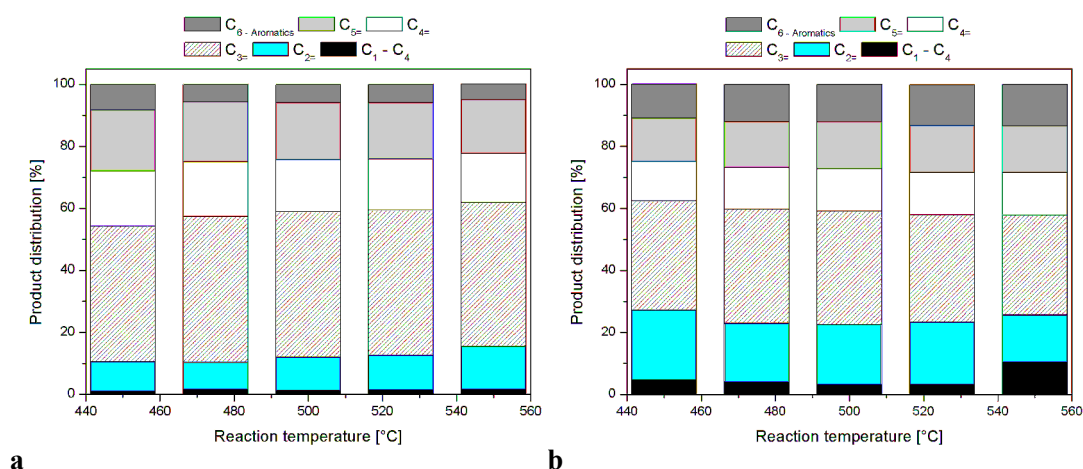 C6 - Aromatics C5= C4=
C3= C2= C1 - C4
Product distribution [%]
100
80
60
40
20
0
440 460 480 500 520 540 560
Reaction temperature [°C]
a
C6 - Aromatics C5= C4=
C3= C2= C1 - C4
Product distribution [%]
100
80
60
40
20
0
440 460 480 500 520 540 560
Reaction temperature [°C]
b